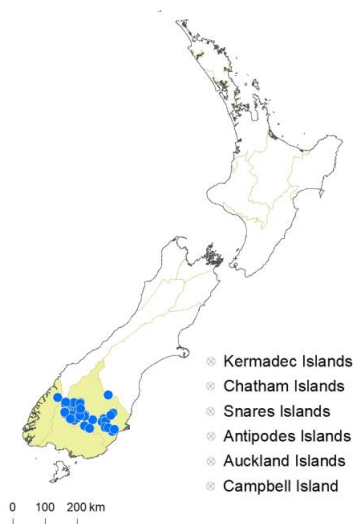 Kermadec Islands
Chatham Islands
Snares Islands
Antipodes Islands
Auckland Islands
Campbell Island
0 100 200 km